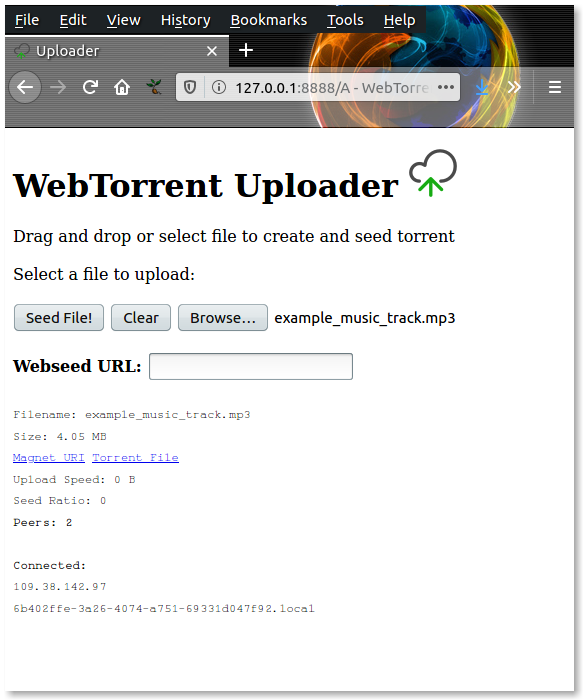 File Edit View History Bookmarks Tools Help
Uploader
127.0.0.1:8888/A - WebTorre
WebTorrent Uploader
Drag and drop or select file to create and seed torrent
Select a file to upload:
Seed File! Clear Browse... example_music_track.mp3
Webseed URL:
Filename: example_music_track.mp3
Size: 4.05 MB
Magnet URI Torrent File
Upload Speed: 0 B
Seed Ratio: 0
Peers: 2
Connected:
109.38.142.97
6b402ffe-3a26-4074-a751-69331d047f92.local